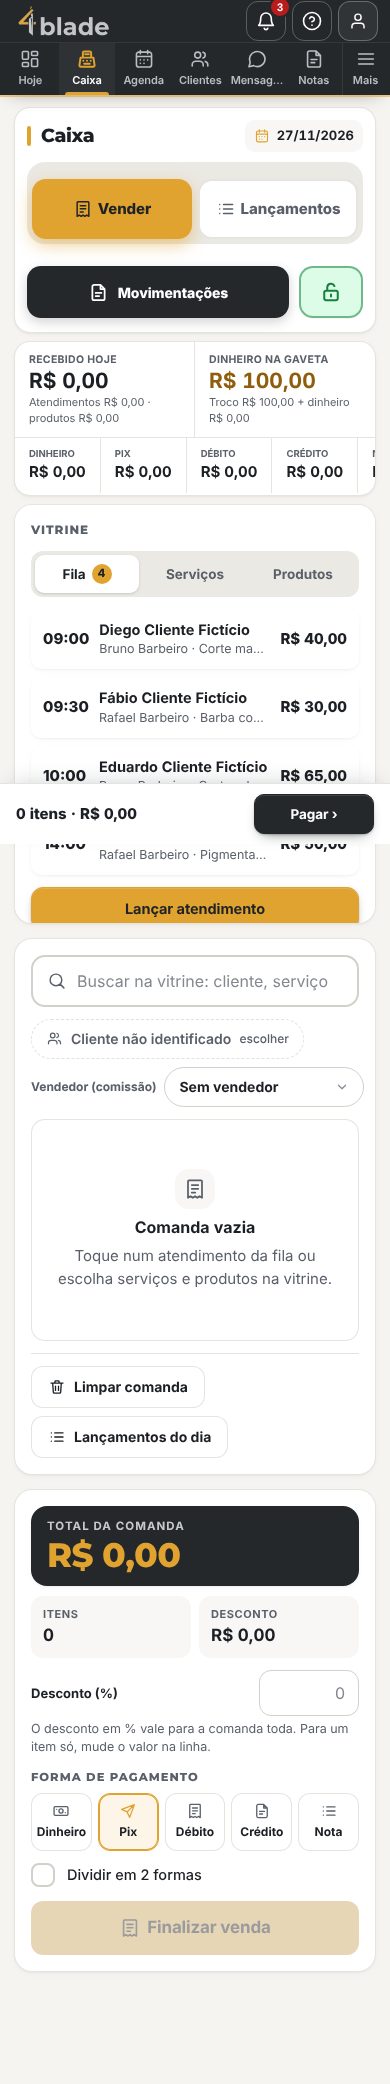 4blade
3
Hoje
Caixa
Agenda
Clientes
Mensag...
Notas
Mais
Caixa
27/11/2026
Vender
Lançamentos
Movimentações
RECEBIDO HOJE
R$ 0,00
Atendimentos R$ 0,00 ·
produtos R$ 0,00
DINHEIRO NA GAVETA
R$ 100,00
Troco R$ 100,00 + dinheiro
R$ 0,00
DINHEIRO
R$ 0,00
PIX
R$ 0,00
DÉBITO
R$ 0,00
CRÉDITO
R$ 0,00
VITRINE
Fila 4
Serviços
Produtos
09:00
Diego Cliente Fictício
Bruno Barbeiro · Corte ma...
R$ 40,00
09:30
Fábio Cliente Fictício
Rafael Barbeiro · Barba co...
R$ 30,00
10:00
Eduardo Cliente Fictício
R$ 65,00
0 itens · R$ 0,00
Pagar ›
14:00
Rafael Barbeiro · Pigmenta...
R$ 50,00
Lançar atendimento
Buscar na vitrine: cliente, serviço
Cliente não identificado escolher
Vendedor (comissão)
Sem vendedor
Comanda vazia
Toque num atendimento da fila ou
escolha serviços e produtos na vitrine.
Limpar comanda
Lançamentos do dia
TOTAL DA COMANDA
R$ 0,00
ITENS
0
DESCONTO
R$ 0,00
Desconto (%)
0
O desconto em % vale para a comanda toda. Para um
item só, mude o valor na linha.
FORMA DE PAGAMENTO
Dinheiro
Pix
Débito
Crédito
Nota
Dividir em 2 formas
Finalizar venda